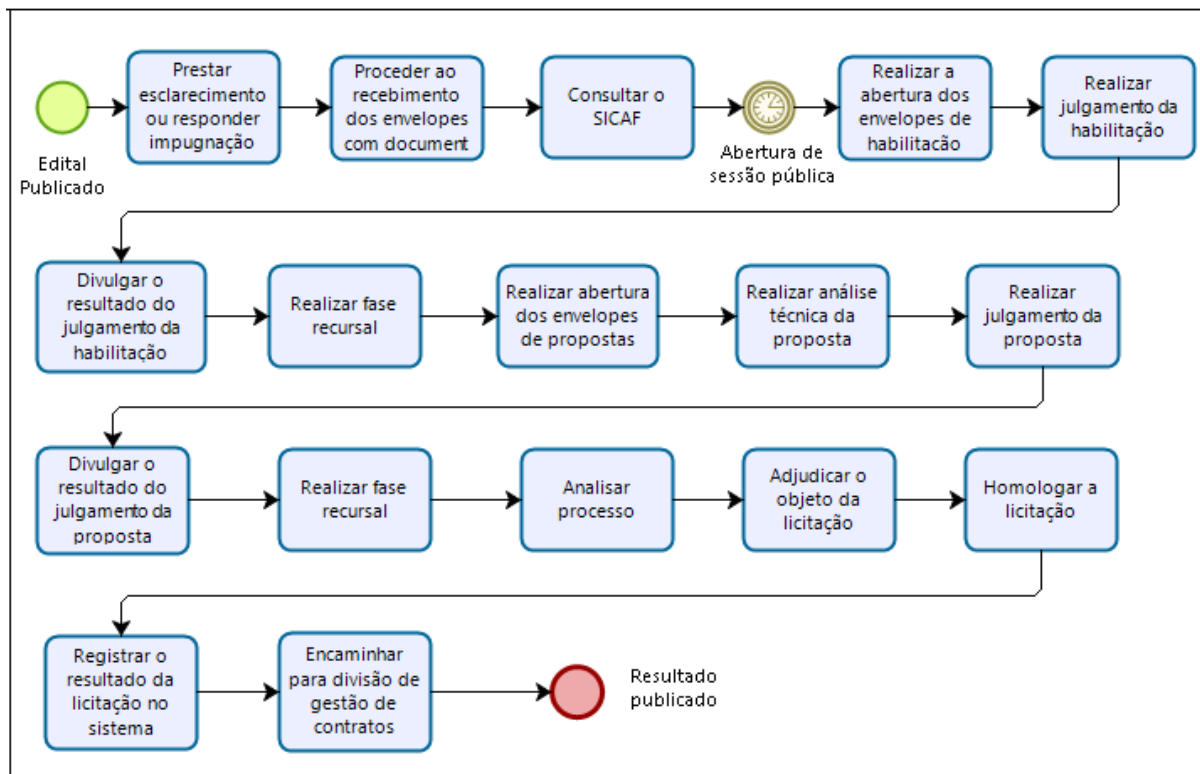 Edital
Publicado
Prestar
esclarecimento
ou responder
impugnação
Proceder ao
recebimento
dos envelopes
com document
Consultar o
SICAF
Abertura de
sessão pública
Realizar a
abertura dos
envelopes de
habilitacão
Realizar
julgamento da
habilitação
Divulgar o
resultado do
julgamento da
habilitação
Realizar fase
recursal
Realizar abertura
dos envelopes
de propostas
Realizar análise
técnica da
proposta
Realizar
julgamento da
proposta
Divulgar o
resultado do
julgamento da
proposta
Realizar fase
recursal
Analisar
processo
Adjudicar o
objeto da
licitação
Homologar a
licitação
Registrar o
resultado da
licitação no
sistema
Encaminhar
para divisão de
gestão de
contratos
Resultado
publicado